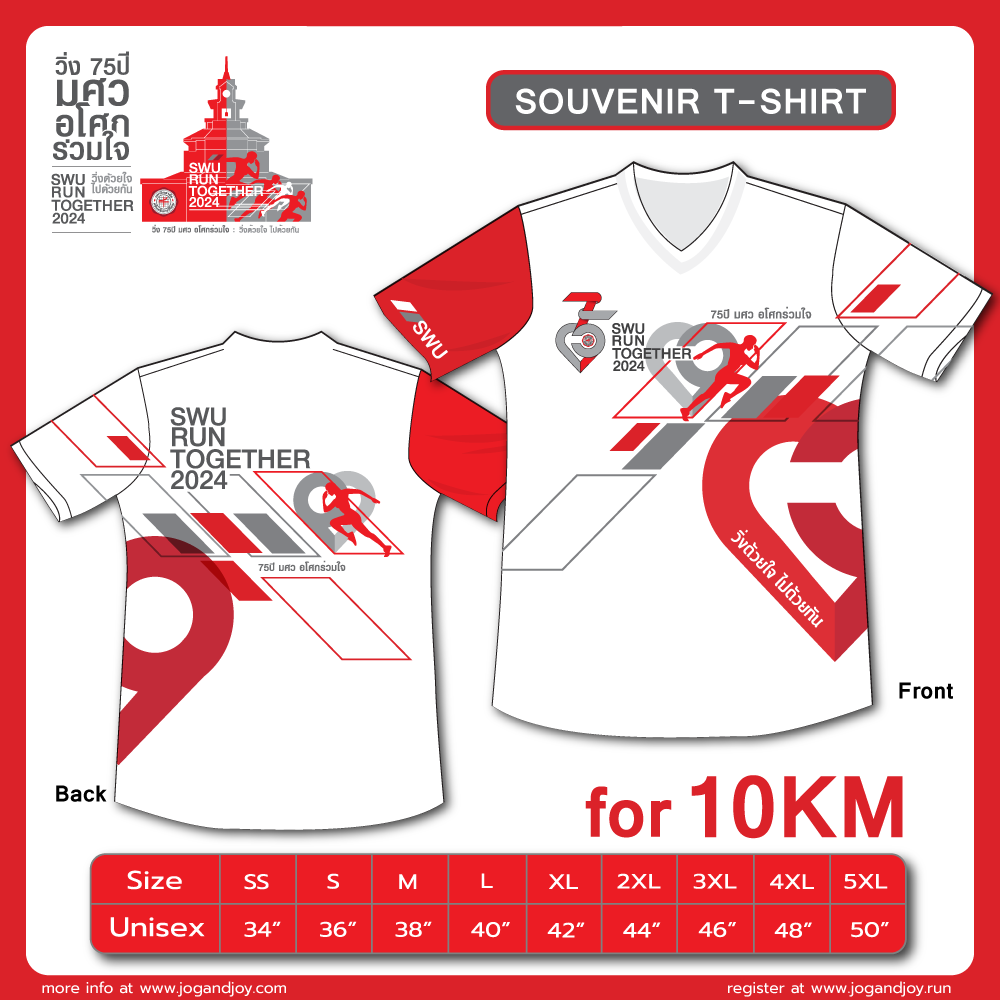 วิ่ง 75ปี
มศว
อโศก
ร่วมใจ
SWU
RUN
TOGETHER
2024
วิ่งด้วยใจ
ไปด้วยกัน
SWU
RUN
TOGETHER
2024
วิ่ง 75ปี มศว อโศกร่วมใจ : วิ่งด้วยใจ ไปด้วยกัน
SOUVENIR T-SHIRT
SWU
SWU
RUN
TOGETHER
2024
75ปี มศว อโศกร่วมใจ
วิ่งด้วยใจ ไปด้วยกัน
Front
SWU
RUN
TOGETHER
2024
75ปี มศว อโศกร่วมใจ
Back
for 10KM
Size SS S M L XL 2XL 3XL 4XL 5XL
Unisex 34” 36” 38” 40” 42” 44” 46” 48” 50”
more info at www.jogandjoy.com
register at www.jogandjoy.run